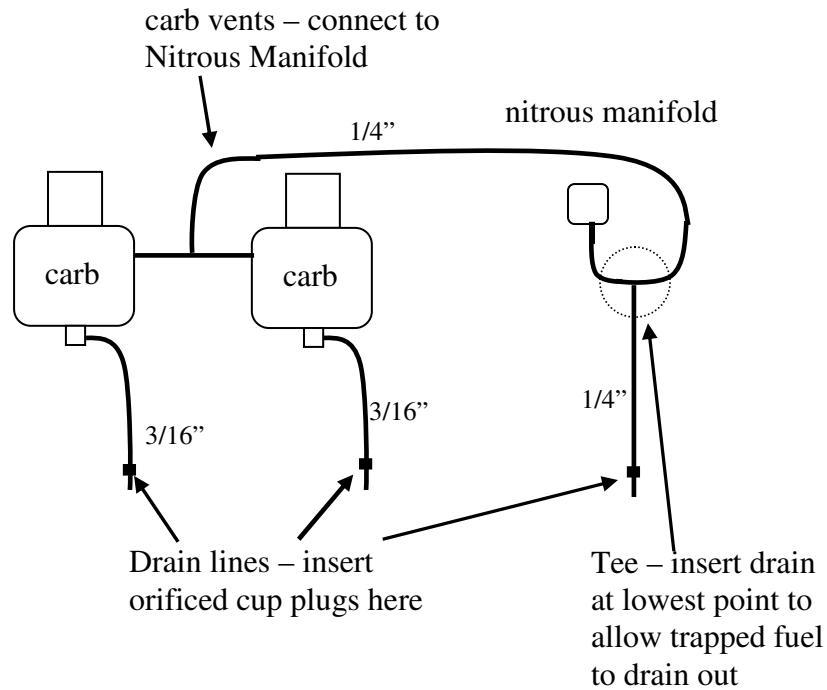 carb vents – connect to
Nitrous Manifold
nitrous manifold
1/4”
carb
carb
3/16”
3/16”
1/4”
Drain lines – insert
orificed cup plugs here
Tee – insert drain
at lowest point to
allow trapped fuel
to drain out